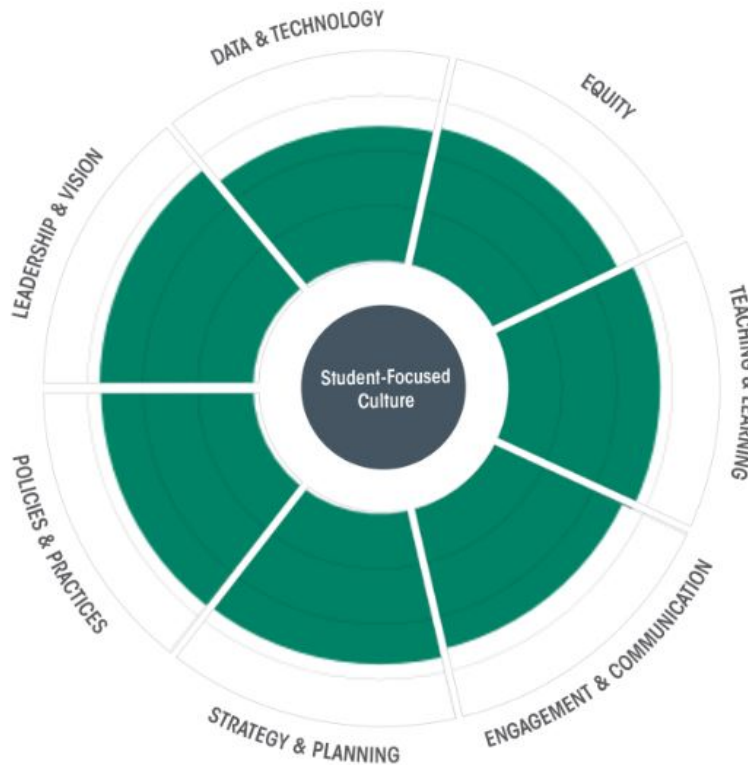 DATA & TECHNOLOGY
EQUITY
LEADERSHIP & VISION
TEACHING & LEARNING
Student-Focused
Culture
POLICIES & PRACTICES
ENGAGEMENT & COMMUNICATION
STRATEGY & PLANNING